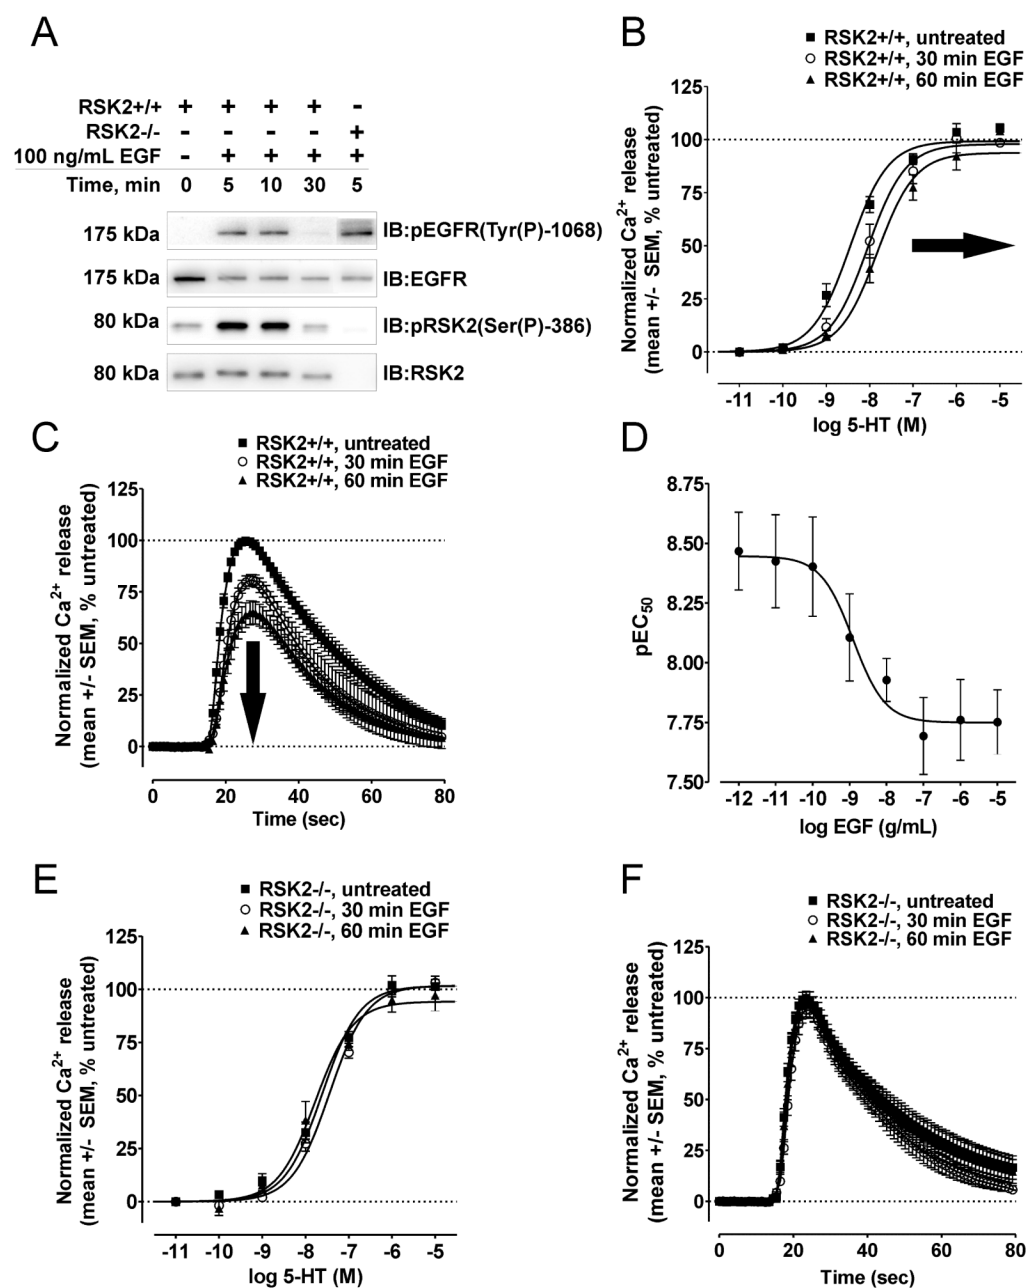 A
RSK2+/+ + + + + -
RSK2-/- - - - - +
100 ng/mL EGF - + + + +
Time, min 0 5 10 30 5
175 kDa IB:pEGFR(Tyr(P)-1068)
175 kDa IB:EGFR
80 kDa IB:pRSK2(Ser(P)-386)
80 kDa IB:RSK2
B
RSK2+/+, untreated
RSK2+/+, 30 min EGF
RSK2+/+, 60 min EGF
Normalized Ca²⁺ release
(mean +/- SEM, % untreated)
125
100
75
50
25
0
-11 -10 -9 -8 -7 -6 -5
log 5-HT (M)
C
RSK2+/+, untreated
RSK2+/+, 30 min EGF
RSK2+/+, 60 min EGF
Normalized Ca²⁺ release
(mean +/- SEM, % untreated)
125
100
75
50
25
0
0 20 40 60 80
Time (sec)
D
pEC₅₀
8.75
8.50
8.25
8.00
7.75
7.50
-12 -11 -10 -9 -8 -7 -6 -5
log EGF (g/mL)
E
RSK2-/-, untreated
RSK2-/-, 30 min EGF
RSK2-/-, 60 min EGF
Normalized Ca²⁺ release
(mean +/- SEM, % untreated)
125
100
75
50
25
0
-11 -10 -9 -8 -7 -6 -5
log 5-HT (M)
F
RSK2-/-, untreated
RSK2-/-, 30 min EGF
RSK2-/-, 60 min EGF
Normalized Ca²⁺ release
(mean +/- SEM, % untreated)
125
100
75
50
25
0
0 20 40 60 80
Time (sec)